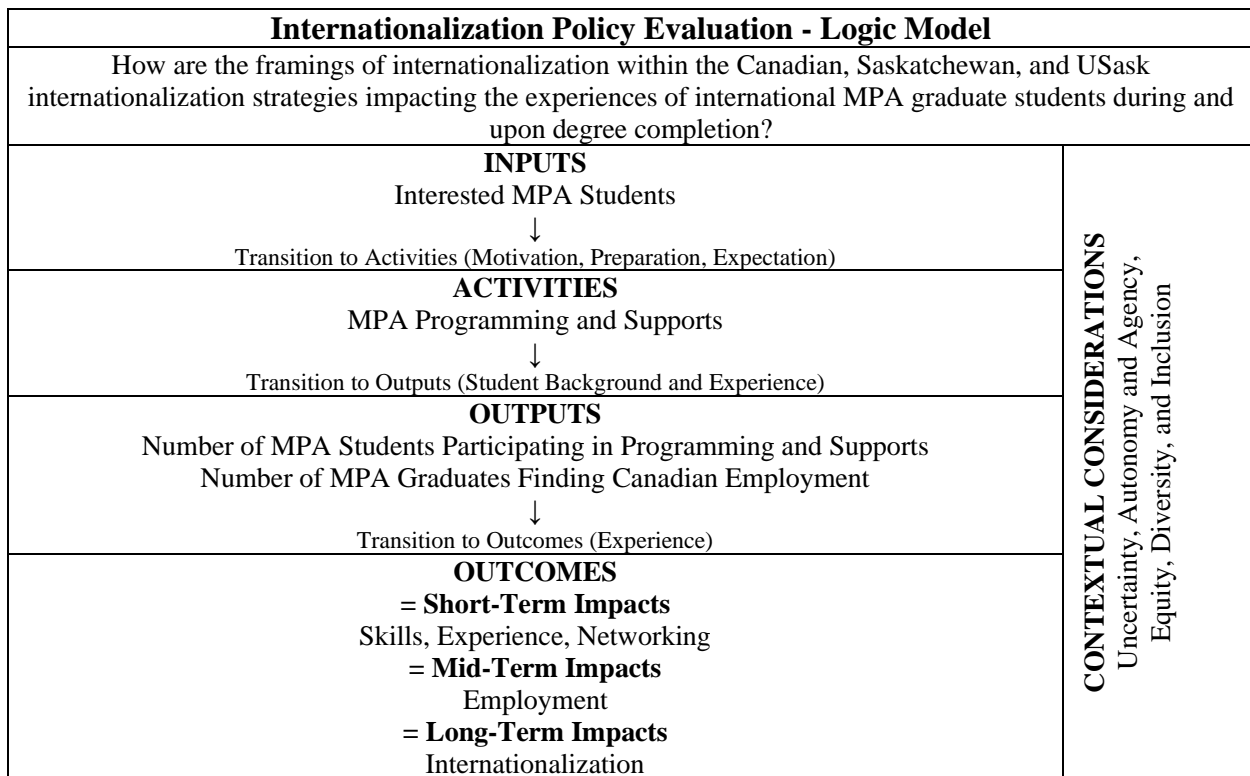 Internationalization Policy Evaluation - Logic Model
How are the framings of internationalization within the Canadian, Saskatchewan, and USask
internationalization strategies impacting the experiences of international MPA graduate students during and
upon degree completion?
INPUTS
Interested MPA Students
↓
Transition to Activities (Motivation, Preparation, Expectation)
ACTIVITIES
MPA Programming and Supports
↓
Transition to Outputs (Student Background and Experience)
OUTPUTS
Number of MPA Students Participating in Programming and Supports
Number of MPA Graduates Finding Canadian Employment
↓
Transition to Outcomes (Experience)
OUTCOMES
= Short-Term Impacts
Skills, Experience, Networking
= Mid-Term Impacts
Employment
= Long-Term Impacts
Internationalization
CONTEXTUAL CONSIDERATIONS
Uncertainty, Autonomy and Agency,
Equity, Diversity, and Inclusion